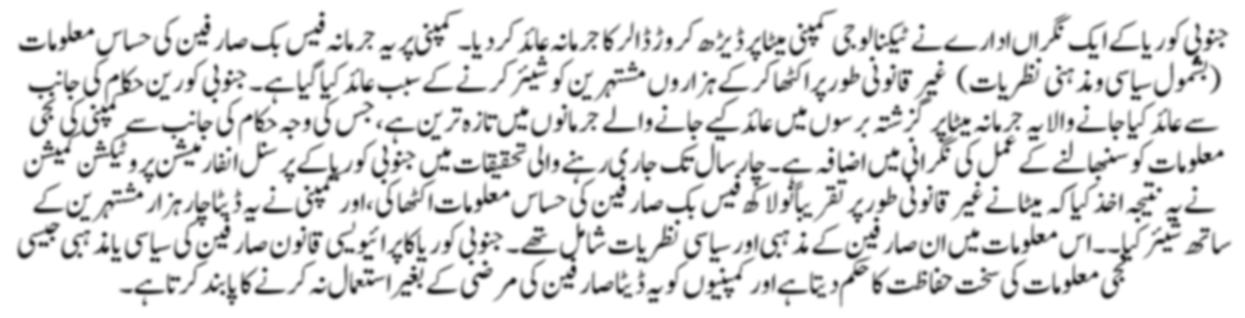 جنوبی کوریا کے ایک نگراں ادارے نے ٹیکنالوجی کمپنی میٹا پر ڈیڑھ کروڑ ڈالر کا جرمانہ عائد کر دیا۔ کمپنی پر یہ جرمانہ فیس بک صارفین کی حساس معلومات
(بشمول سیاسی و مذہبی نظریات) غیر قانونی طور پر اکٹھا کر کے ہزاروں مشتہرین کو شیئر کرنے کے سبب عائد کیا گیا ہے۔ جنوبی کورین حکام کی جانب
سے عائد کیا جانے والا یہ جرمانہ میٹا پر گزشتہ برسوں میں عائد کیے جانے والے جرمانوں میں تازہ ترین ہے، جس کی وجہ حکام کی جانب سے کمپنی کی نجی
معلومات کو سنبھالنے کے عمل کی نگرانی میں اضافہ ہے۔ چار سال تک جاری رہنے والی تحقیقات میں جنوبی کوریا کے پرسنل انفارمیشن پروٹیکشن کمیشن
نے یہ نتیجہ اخذ کیا کہ میٹا نے غیر قانونی طور پر تقریباً نو لاکھ فیس بک صارفین کی حساس معلومات اکٹھا کی، اور کمپنی نے یہ ڈیٹا چار ہزار مشتہرین کے
ساتھ شیئر کیا۔۔ اس معلومات میں ان صارفین کے مذہبی اور سیاسی نظریات شامل تھے۔ جنوبی کوریا کا پرائیویسی قانون صارفین کی سیاسی یا مذہبی جیسی
نجی معلومات کی سخت حفاظت کا حکم دیتا ہے اور کمپنیوں کو یہ ڈیٹا صارفین کی مرضی کے بغیر استعمال نہ کرنے کا پابند کرتا ہے۔